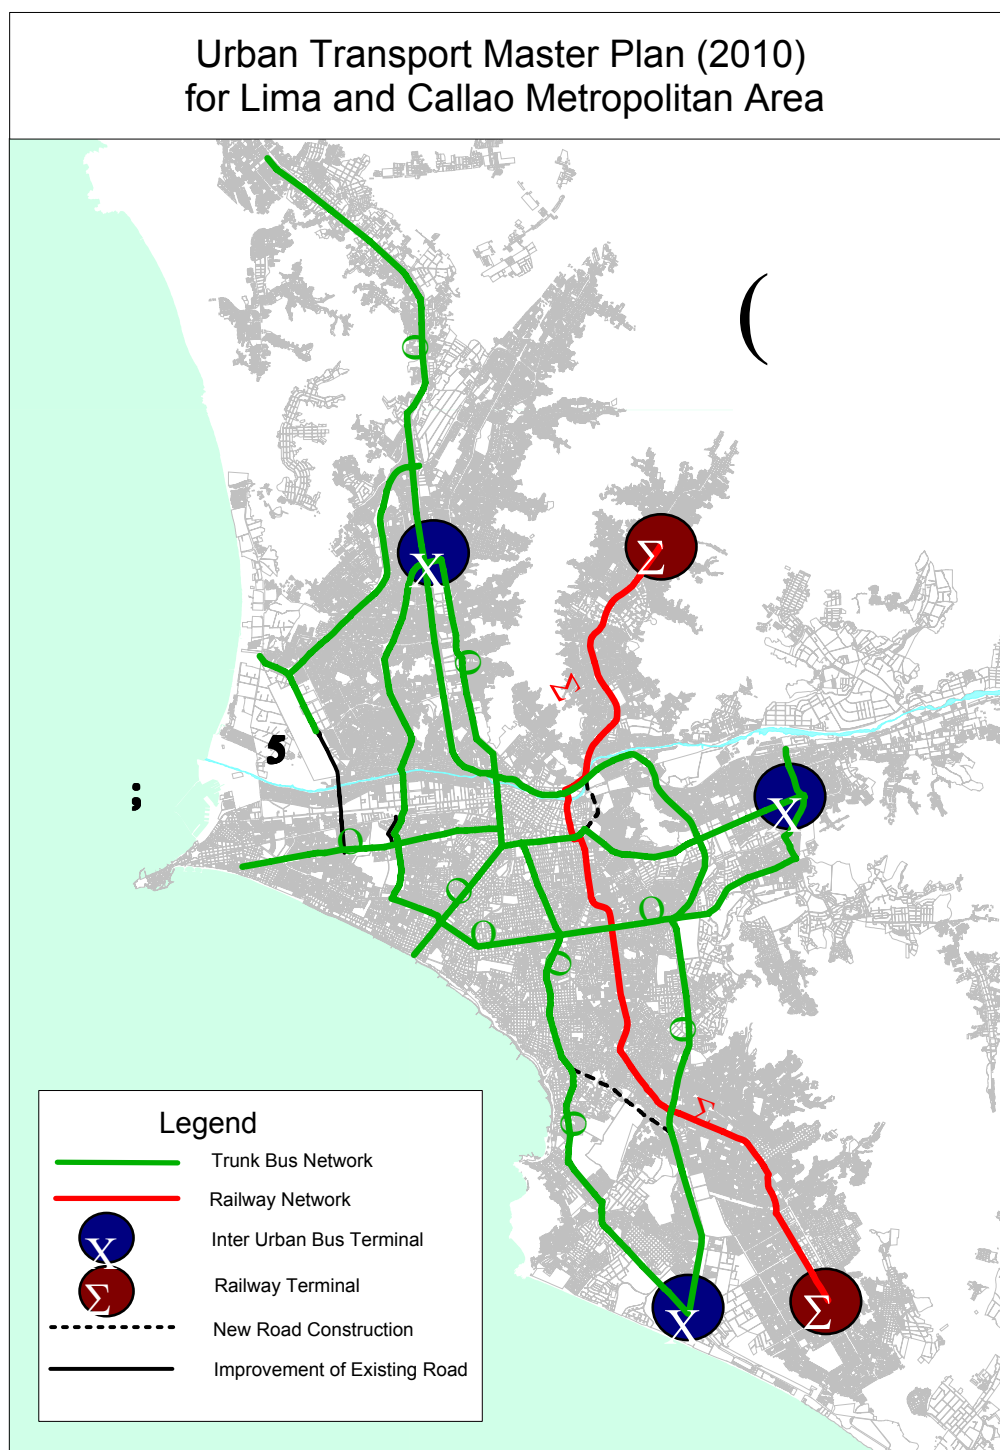 Urban Transport Master Plan (2010)
for Lima and Callao Metropolitan Area
(
C
X
Σ
C
Σ
5
;
X
C
C
C
C
C
C
Σ
C
Σ
X
Legend
Trunk Bus Network
Railway Network
X Inter Urban Bus Terminal
Σ Railway Terminal
New Road Construction
Improvement of Existing Road